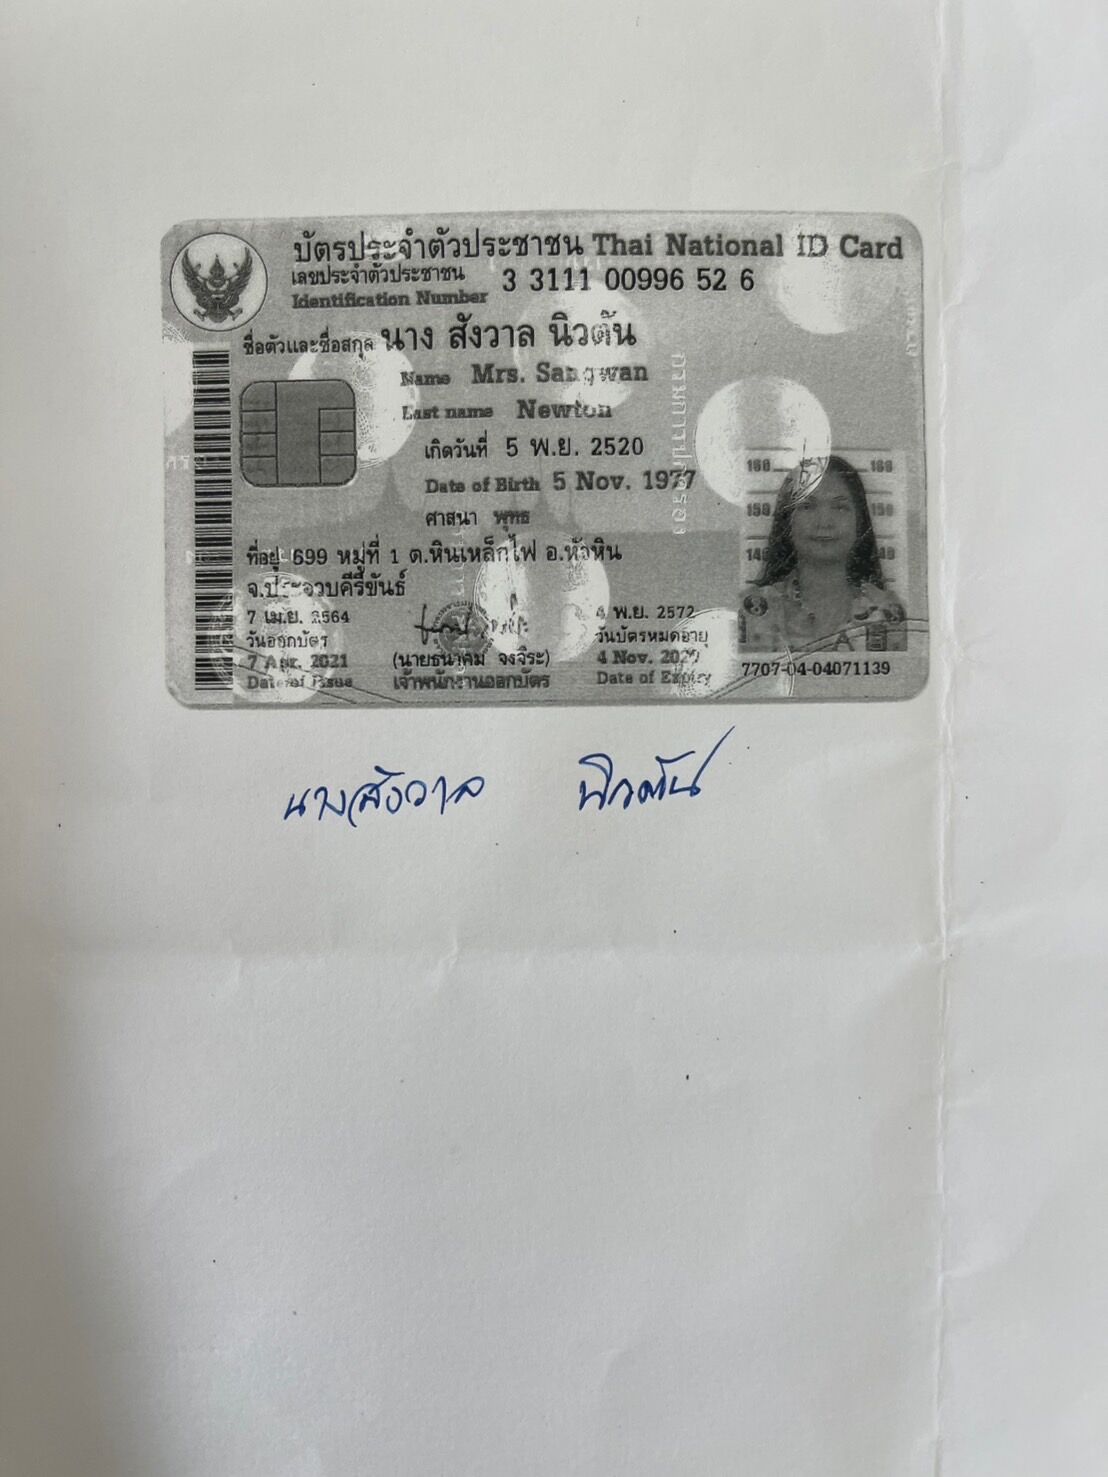 บัตรประจำตัวประชาชน Thai National ID Card
เลขประจำตัวประชาชน
Identification Number 3 3111 00996 52 6
ชื่อตัวและชื่อสกุล นาง สังวาล นิวตัน
Name Mrs. Sangwan
Last name Newton
เกิดวันที่ 5 พ.ย. 2520
Date of Birth 5 Nov. 1977
ศาสนา พุทธ
ที่อยู่ 699 หมู่ที่ 1 ต.หินเหล็กไฟ อ.หัวหิน
จ.ประจวบคีรีขันธ์
7 เม.ย. 2564
วันออกบัตร
7 Apr. 2021
Date of Issue
(นายธนาคม จงจิระ)
เจ้าพนักงานออกบัตร
4 พ.ย. 2572
วันบัตรหมดอายุ
4 Nov. 2029
Date of Expiry
160 160
150 150
7707-04-04071139
นางสังวาล นิวตัน